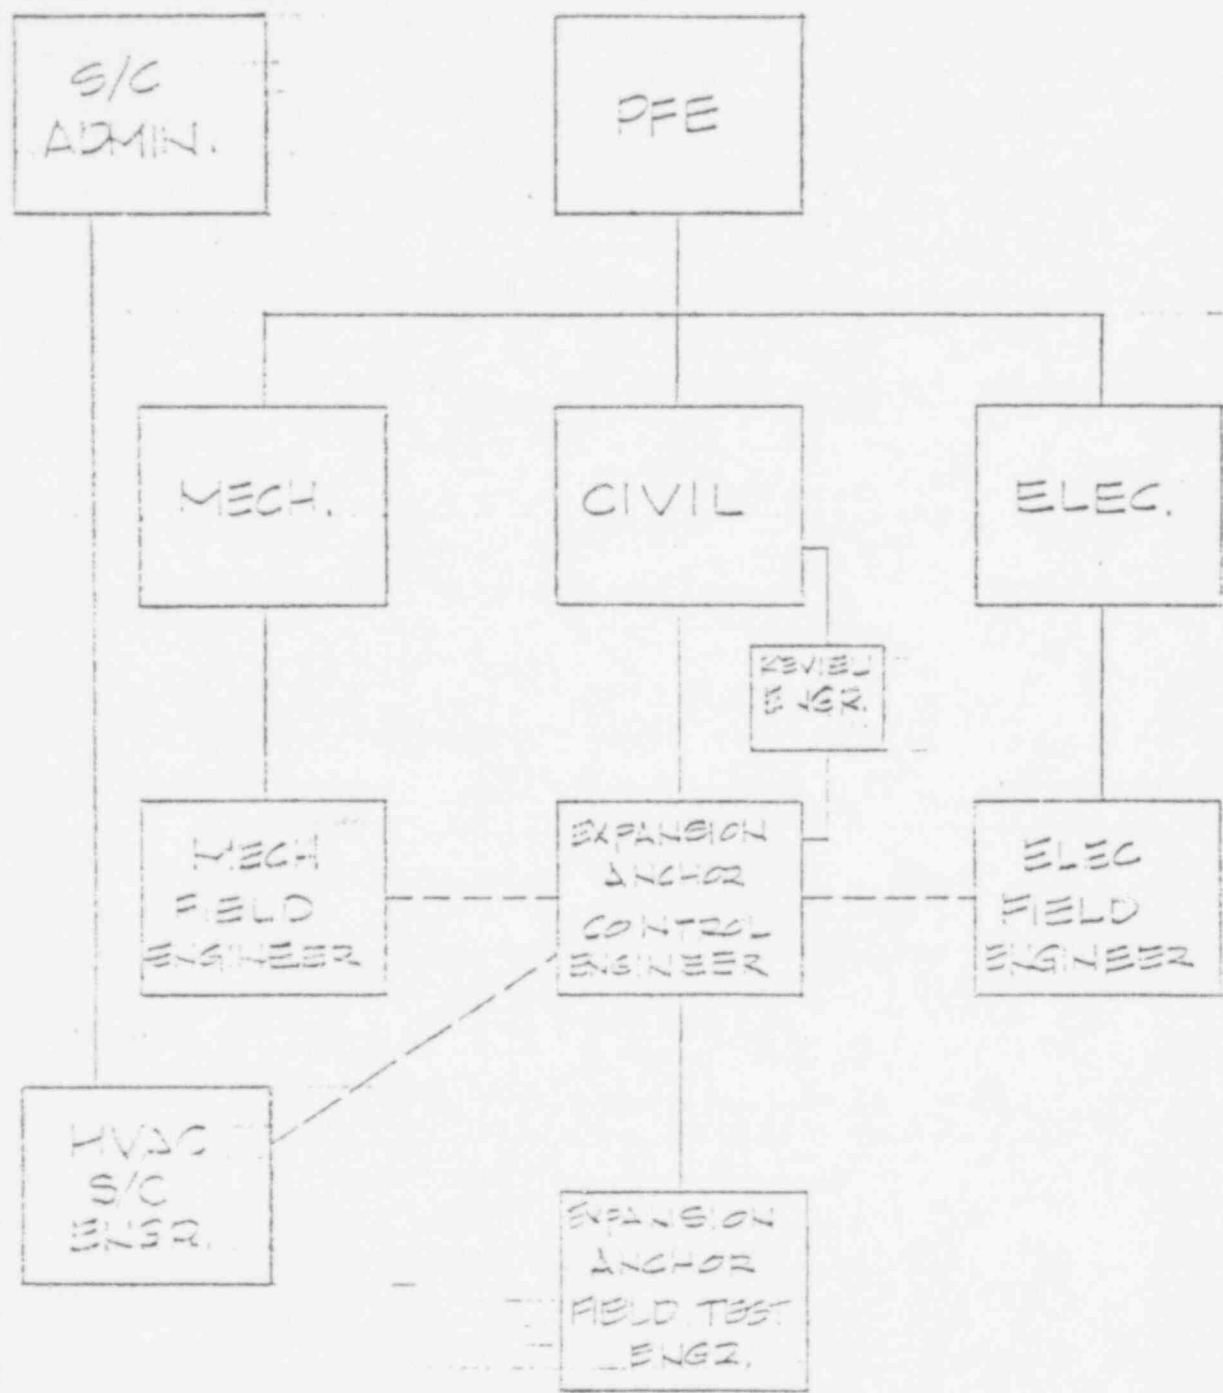 S/C
ADMIN.
PFE
MECH.
CIVIL
ELEC.
REVIEW
ENGR.
MECH
FIELD
ENGINEER
EXPANSION
ANCHOR
CONTROL
ENGINEER
ELEC
FIELD
ENGINEER
HVAC
S/C
ENGR.
EXPANSION
ANCHOR
FIELD TEST
ENGR.